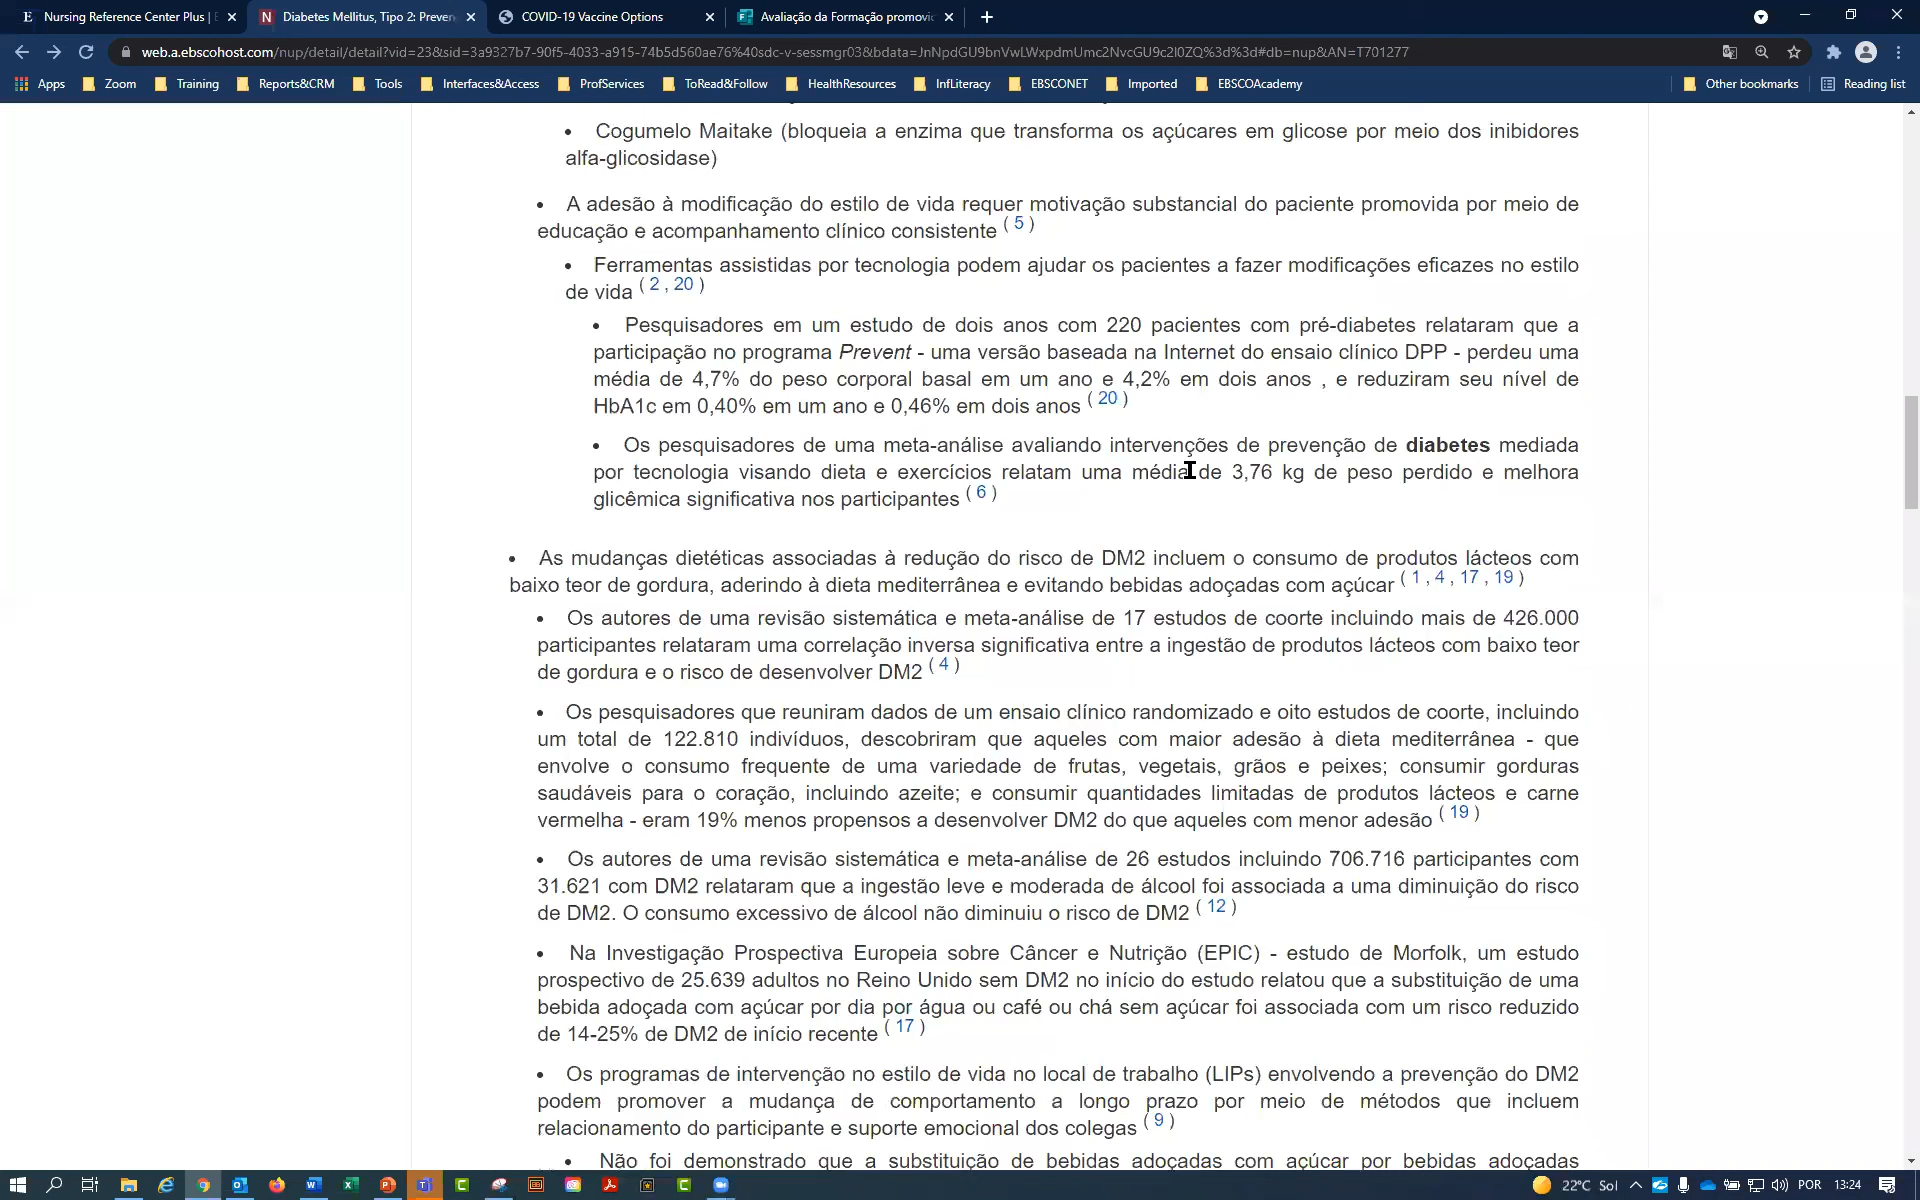 Nursing Reference Center Plus | E
Diabetes Mellitus, Tipo 2: Preven
COVID-19 Vaccine Options
Avaliação da Formação promovid
web.a.ebscohost.com/nup/detail/detail?vid=23&sid=3a9327b7-90f5-4033-a915-74b5d560ae76%40sdc-v-sessmgr03&bdata=JnNpdGU9bnVwLWxpdmUmc2NvcGU9c2l0ZQ%3d%3d#db=nup&AN=T701277
Apps Zoom Training Reports&CRM Tools Interfaces&Access ProfServices ToRead&Follow HealthResources InfLiteracy EBSCONET Imported EBSCOAcademy Other bookmarks Reading list
• Cogumelo Maitake (bloqueia a enzima que transforma os açúcares em glicose por meio dos inibidores
alfa-glicosidase)
• A adesão à modificação do estilo de vida requer motivação substancial do paciente promovida por meio de
educação e acompanhamento clínico consistente ( 5 )
• Ferramentas assistidas por tecnologia podem ajudar os pacientes a fazer modificações eficazes no estilo
de vida ( 2 , 20 )
• Pesquisadores em um estudo de dois anos com 220 pacientes com pré-diabetes relataram que a
participação no programa Prevent - uma versão baseada na Internet do ensaio clínico DPP - perdeu uma
média de 4,7% do peso corporal basal em um ano e 4,2% em dois anos , e reduziram seu nível de
HbA1c em 0,40% em um ano e 0,46% em dois anos ( 20 )
• Os pesquisadores de uma meta-análise avaliando intervenções de prevenção de diabetes mediada
por tecnologia visando dieta e exercícios relatam uma média de 3,76 kg de peso perdido e melhora
glicêmica significativa nos participantes ( 6 )
• As mudanças dietéticas associadas à redução do risco de DM2 incluem o consumo de produtos lácteos com
baixo teor de gordura, aderindo à dieta mediterrânea e evitando bebidas adoçadas com açúcar ( 1 , 4 , 17 , 19 )
• Os autores de uma revisão sistemática e meta-análise de 17 estudos de coorte incluindo mais de 426.000
participantes relataram uma correlação inversa significativa entre a ingestão de produtos lácteos com baixo teor
de gordura e o risco de desenvolver DM2 ( 4 )
• Os pesquisadores que reuniram dados de um ensaio clínico randomizado e oito estudos de coorte, incluindo
um total de 122.810 indivíduos, descobriram que aqueles com maior adesão à dieta mediterrânea - que
envolve o consumo frequente de uma variedade de frutas, vegetais, grãos e peixes; consumir gorduras
saudáveis para o coração, incluindo azeite; e consumir quantidades limitadas de produtos lácteos e carne
vermelha - eram 19% menos propensos a desenvolver DM2 do que aqueles com menor adesão ( 19 )
• Os autores de uma revisão sistemática e meta-análise de 26 estudos incluindo 706.716 participantes com
31.621 com DM2 relataram que a ingestão leve e moderada de álcool foi associada a uma diminuição do risco
de DM2. O consumo excessivo de álcool não diminuiu o risco de DM2 ( 12 )
• Na Investigação Prospectiva Europeia sobre Câncer e Nutrição (EPIC) - estudo de Morfolk, um estudo
prospectivo de 25.639 adultos no Reino Unido sem DM2 no início do estudo relatou que a substituição de uma
bebida adoçada com açúcar por dia por água ou café ou chá sem açúcar foi associada com um risco reduzido
de 14-25% de DM2 de início recente ( 17 )
• Os programas de intervenção no estilo de vida no local de trabalho (LIPs) envolvendo a prevenção do DM2
podem promover a mudança de comportamento a longo prazo por meio de métodos que incluem
relacionamento do participante e suporte emocional dos colegas ( 9 )
• Não foi demonstrado que a substituição de bebidas adoçadas com açúcar por bebidas adoçadas
22°C Sol POR 13:24